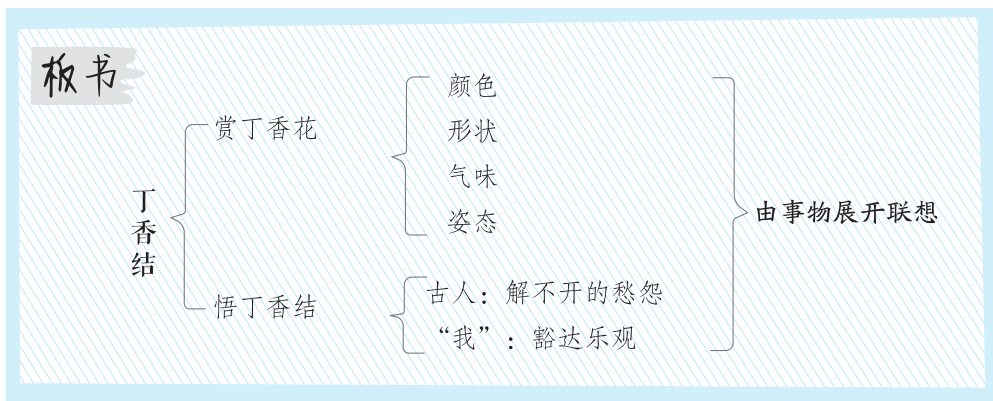 板书
丁香结
赏丁香花
颜色
形状
气味
姿态
悟丁香结
古人：解不开的愁怨
“我”：豁达乐观
由事物展开联想